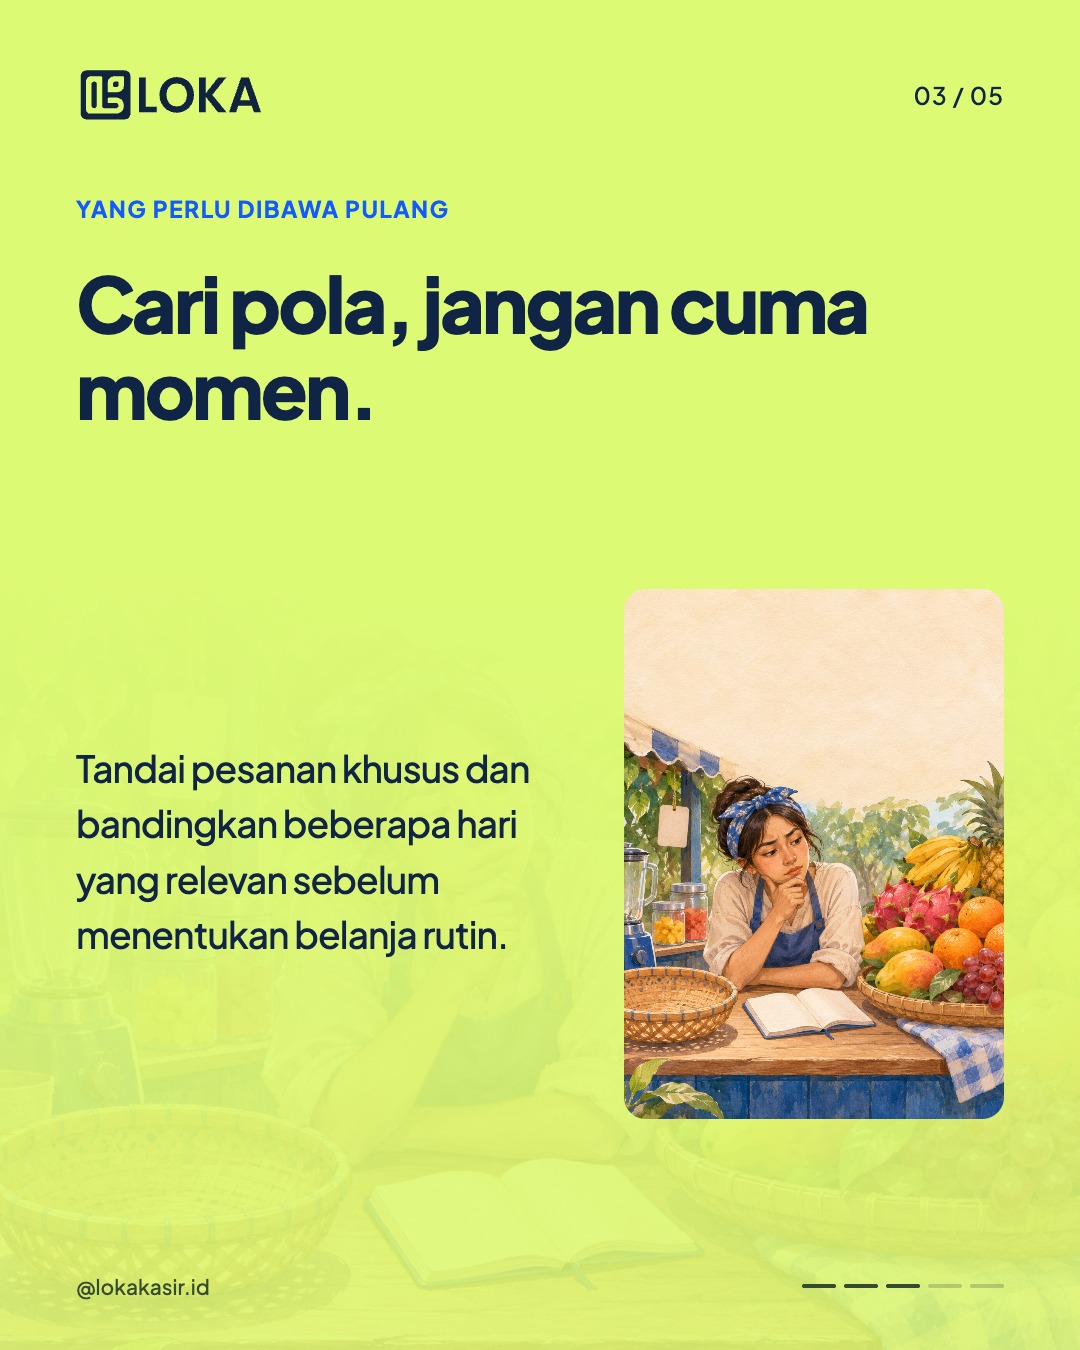 LOKA
03 / 05
YANG PERLU DIBAWA PULANG
Cari pola, jangan cuma
momen.
Tandai pesanan khusus dan
bandingkan beberapa hari
yang relevan sebelum
menentukan belanja rutin.
@lokakasir.id